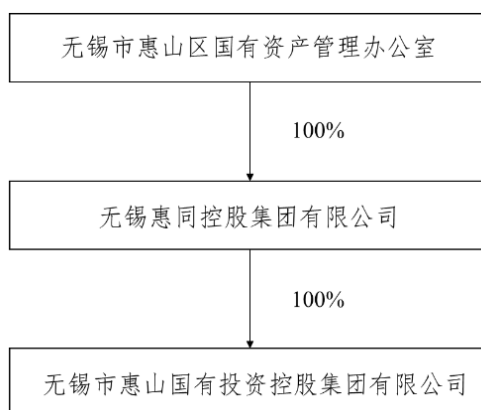 无锡市惠山区国有资产管理办公室
100%
无锡惠同控股集团有限公司
100%
无锡市惠山国有投资控股集团有限公司